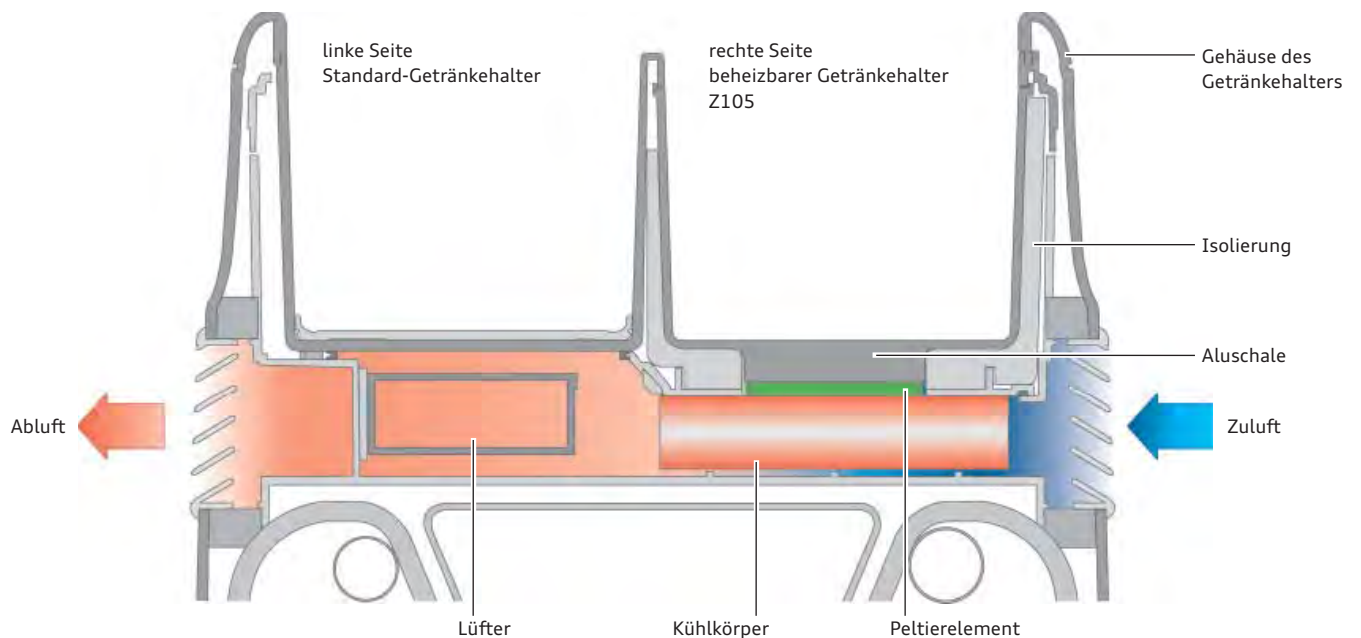 linke Seite
Standard-Getränkehalter
rechte Seite
beheizbarer Getränkehalter
Z105
Gehäuse des
Getränkehalters
Isolierung
Aluschale
Abluft
Zuluft
Lüfter
Kühlkörper
Peltierelement